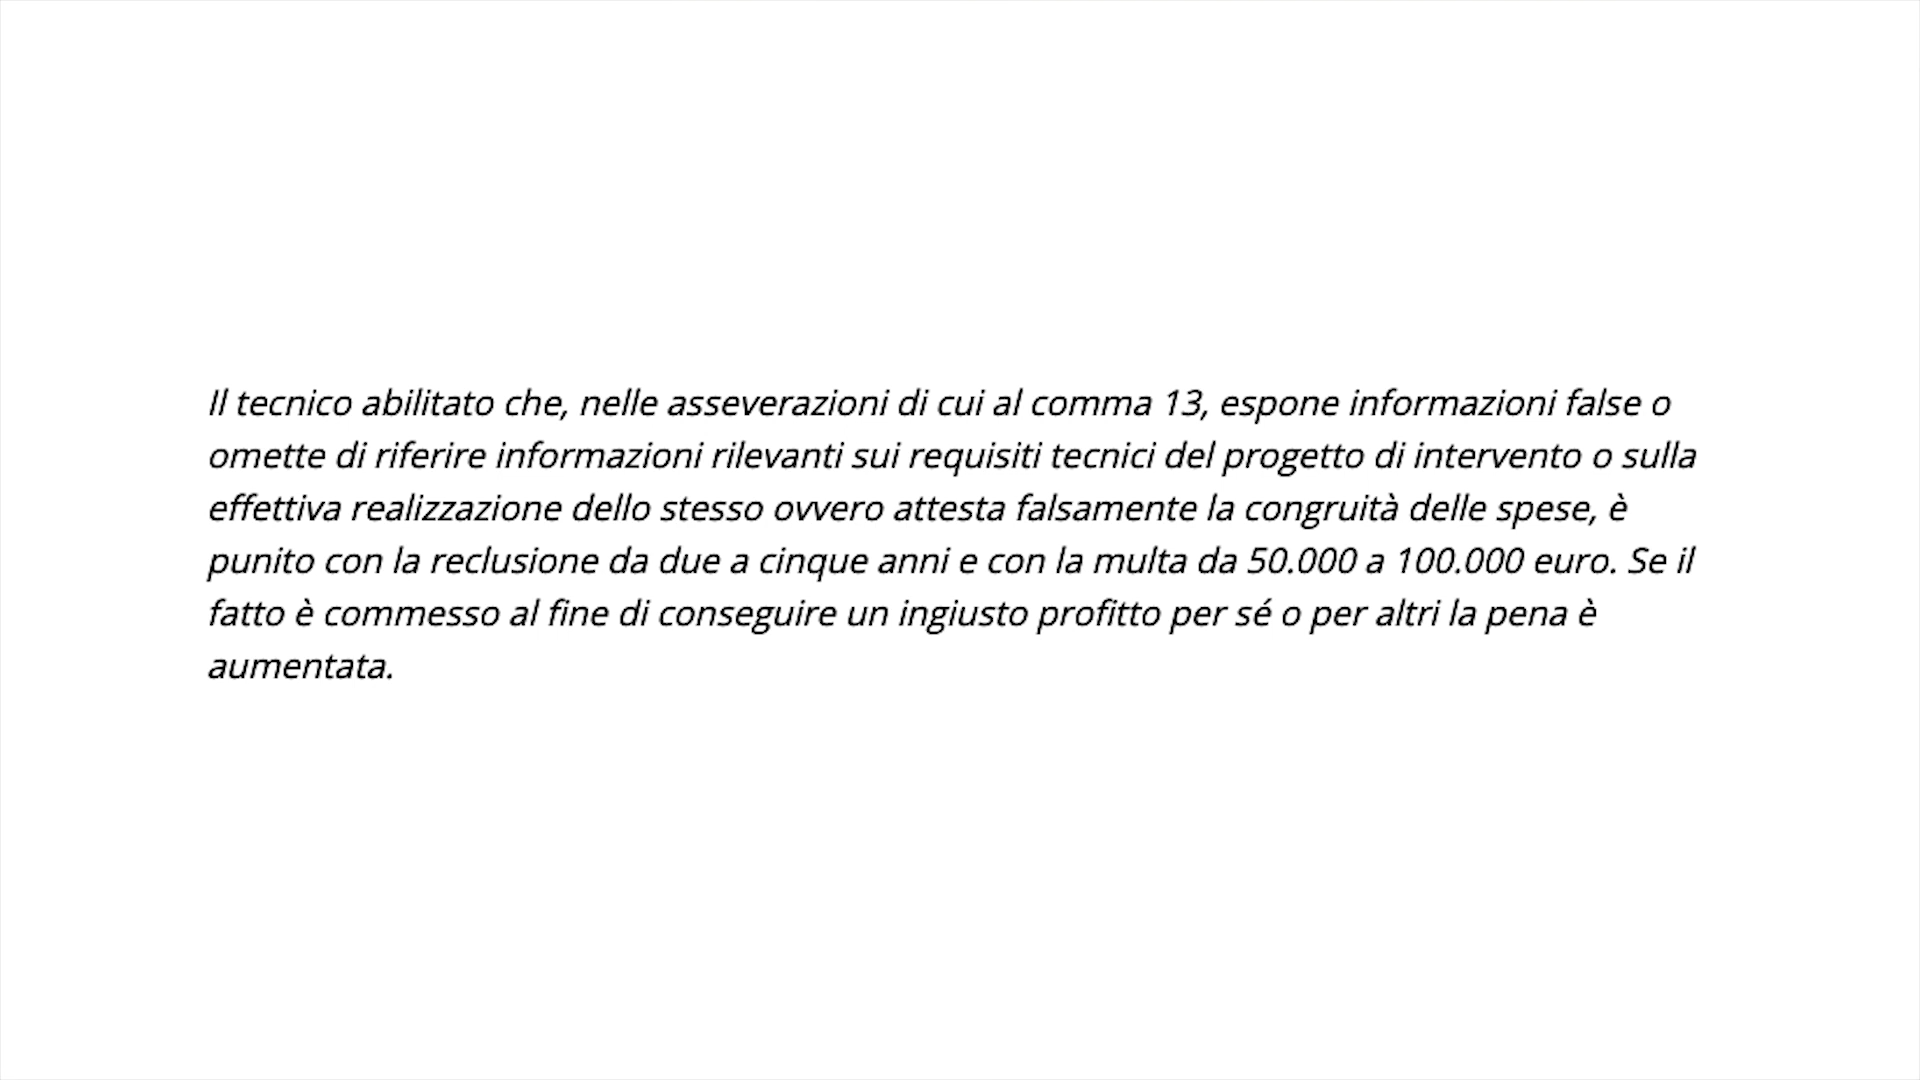 Il tecnico abilitato che, nelle asseverazioni di cui al comma 13, espone informazioni false o
omette di riferire informazioni rilevanti sui requisiti tecnici del progetto di intervento o sulla
effettiva realizzazione dello stesso ovvero attesta falsamente la congruità delle spese, è
punito con la reclusione da due a cinque anni e con la multa da 50.000 a 100.000 euro. Se il
fatto è commesso al fine di conseguire un ingiusto profitto per sé o per altri la pena è
aumentata.